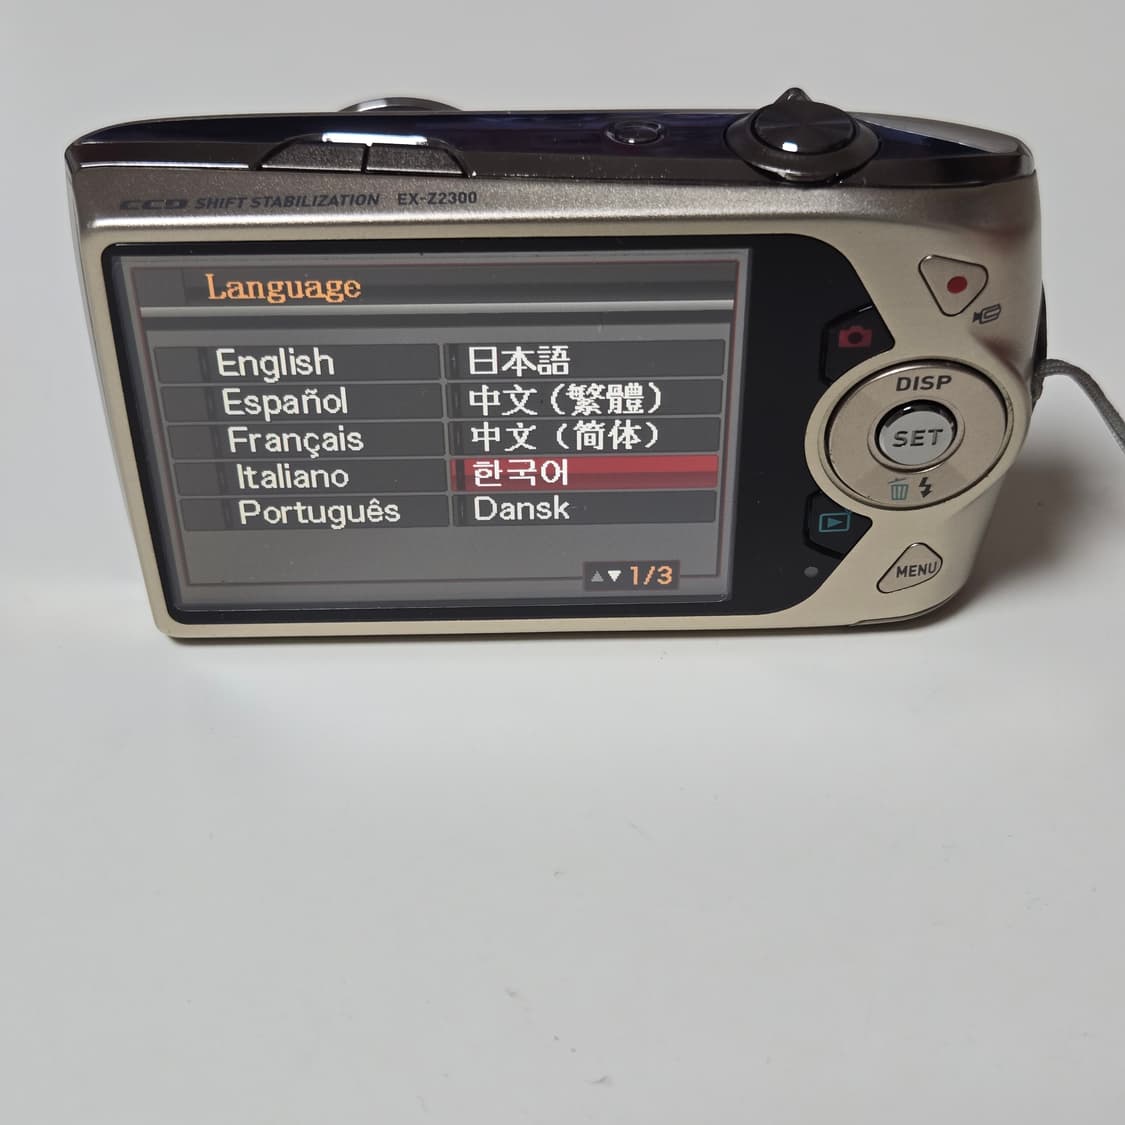 CCD SHIFT STABILIZATION EX-Z2300
Language
English
Español
Français
Italiano
Português
日本語
中文 (繁體)
中文 (简体)
한국어
Dansk
▲▼ 1/3
DISP
SET
MENU